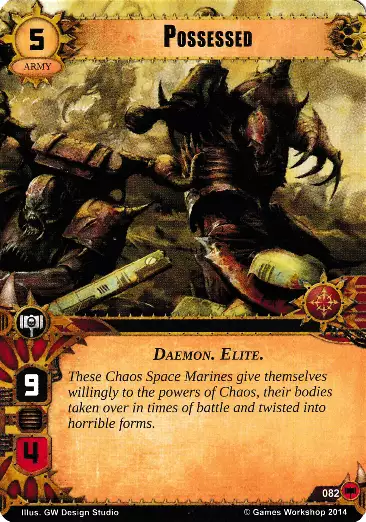 5
POSSESSED
ARMY
DAEMON. ELITE.
9
These Chaos Space Marines give themselves
willingly to the powers of Chaos, their bodies
taken over in times of battle and twisted into
horrible forms.
4
082
Illus. GW Design Studio
© Games Workshop 2014